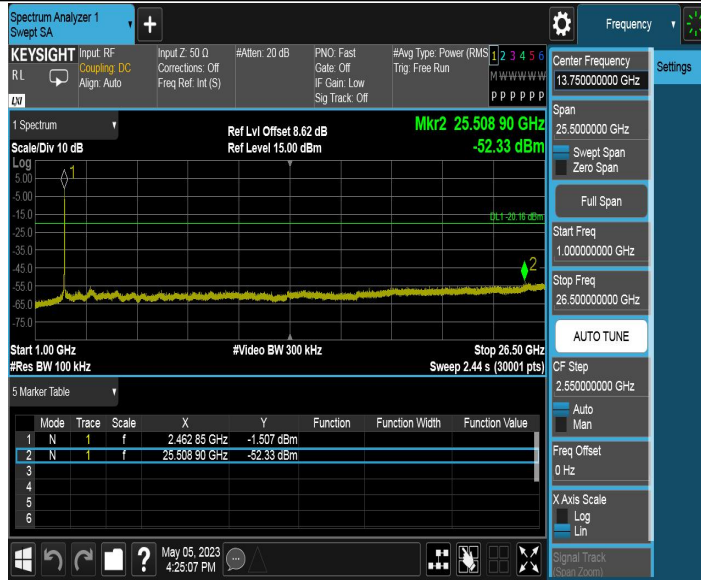 Spectrum Analyzer 1
Swept SA
Frequency
KEYSIGHT
RL
LXI
Input: RF
Coupling: DC
Align: Auto
Input Z: 50 Ω
Corrections: Off
Freq Ref: Int (S)
#Atten: 20 dB
PNO: Fast
Gate: Off
IF Gain: Low
Sig Track: Off
#Avg Type: Power (RMS
Trig: Free Run
1 2 3 4 5 6
M W W W W W
P P P P P P
Settings
1 Spectrum
Scale/Div 10 dB
Ref Lvl Offset 8.62 dB
Ref Level 15.00 dBm
Mkr2 25.508 90 GHz
-52.33 dBm
Log
5.00
-5.00
-15.0
-25.0
-35.0
-45.0
-55.0
-65.0
-75.0
1
DL1 -20.16 dBm
2
Start 1.00 GHz
#Res BW 100 kHz
#Video BW 300 kHz
Stop 26.50 GHz
Sweep 2.44 s (30001 pts)
5 Marker Table
Mode Trace Scale X Y Function Function Width Function Value
1 N 1 f 2.462 85 GHz -1.507 dBm
2 N 1 f 25.508 90 GHz -52.33 dBm
3
4
5
6
May 05, 2023
4:25:07 PM
Center Frequency
13.750000000 GHz
Span
25.5000000 GHz
Swept Span
Zero Span
Full Span
Start Freq
1.000000000 GHz
Stop Freq
26.500000000 GHz
AUTO TUNE
CF Step
2.550000000 GHz
Auto
Man
Freq Offset
0 Hz
X Axis Scale
Log
Lin
Signal Track
(Span Zoom)